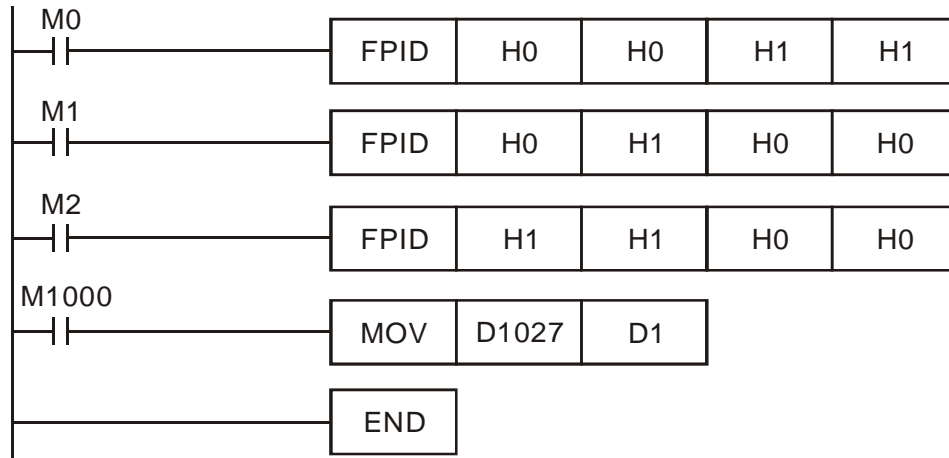 M0
FPID H0 H0 H1 H1
M1
FPID H0 H1 H0 H0
M2
FPID H1 H1 H0 H0
M1000
MOV D1027 D1
END